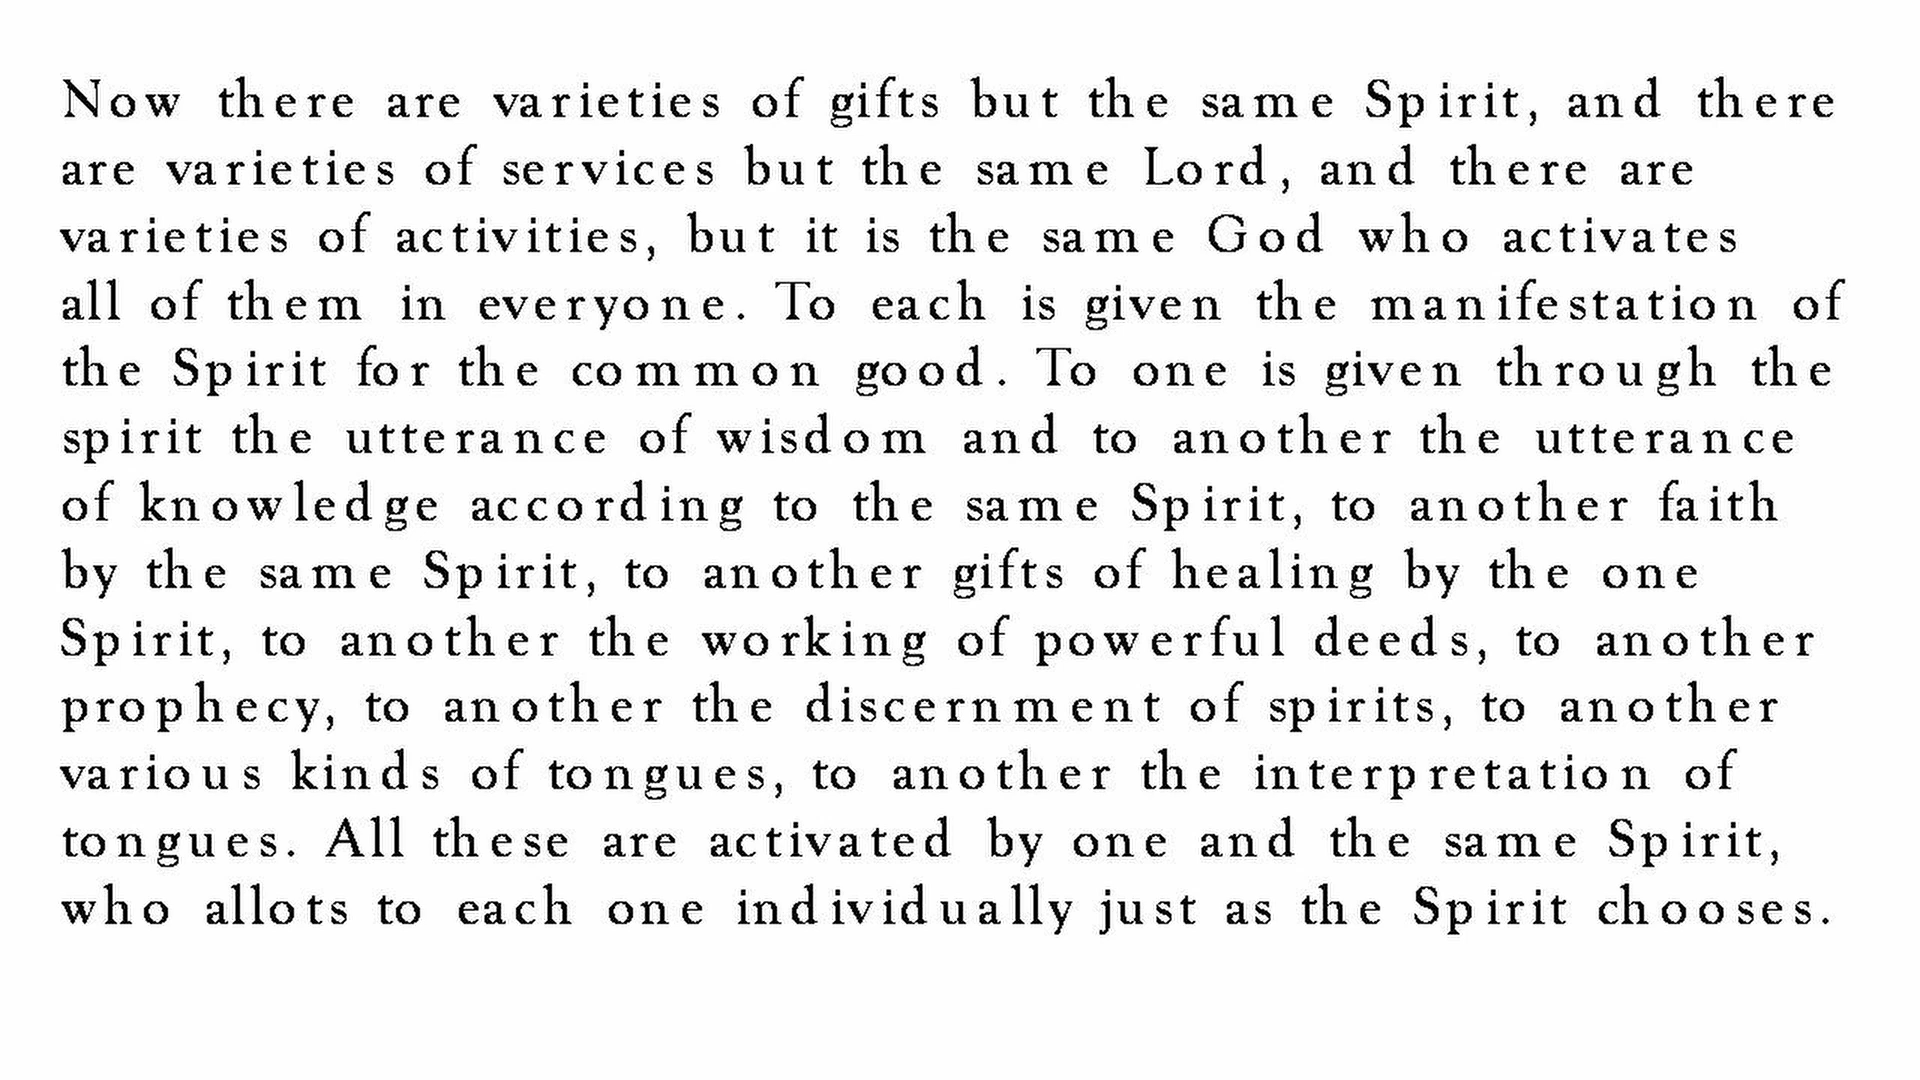 Now there are varieties of gifts but the same Spirit, and there
are varieties of services but the same Lord, and there are
varieties of activities, but it is the same God who activates
all of them in everyone. To each is given the manifestation of
the Spirit for the common good. To one is given through the
spirit the utterance of wisdom and to another the utterance
of knowledge according to the same Spirit, to another faith
by the same Spirit, to another gifts of healing by the one
Spirit, to another the working of powerful deeds, to another
prophecy, to another the discernment of spirits, to another
various kinds of tongues, to another the interpretation of
tongues. All these are activated by one and the same Spirit,
who allots to each one individually just as the Spirit chooses.